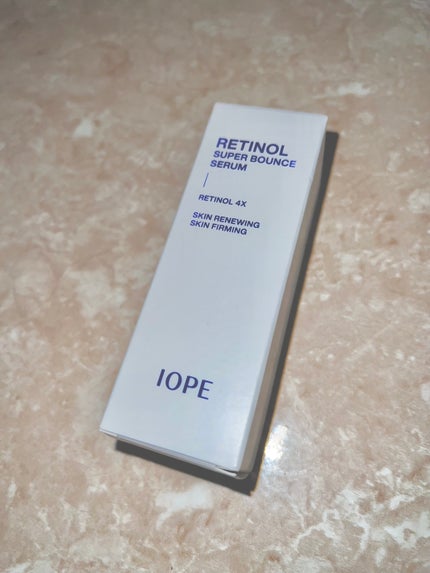 RETINOL
SUPER BOUNCE
SERUM
RETINOL 4X
SKIN RENEWING
SKIN FIRMING
IOPE